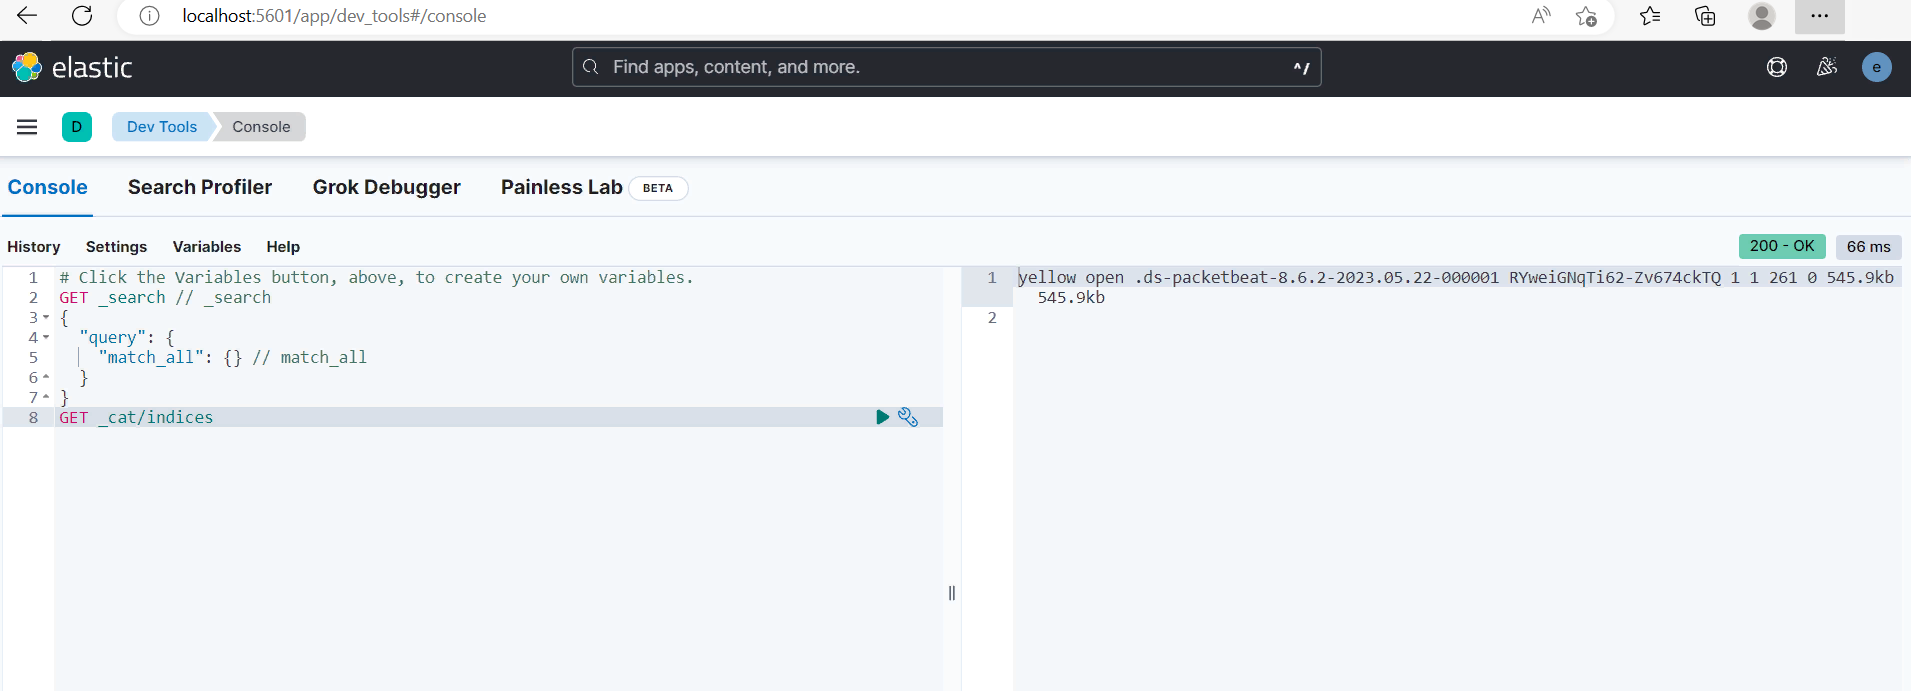 localhost:5601/app/dev_tools#/console
elastic
Find apps, content, and more.
^/
e
D
Dev Tools
Console
Console
Search Profiler
Grok Debugger
Painless Lab
BETA
History
Settings
Variables
Help
200 - OK
66 ms
1 # Click the Variables button, above, to create your own variables.
2 GET _search // _search
3 {
4 "query": {
5 "match_all": {} // match_all
6 }
7 }
8 GET _cat/indices
1 yellow open .ds-packetbeat-8.6.2-2023.05.22-000001 RYweiGNqTi62-Zv674ckTQ 1 1 261 0 545.9kb
545.9kb
2